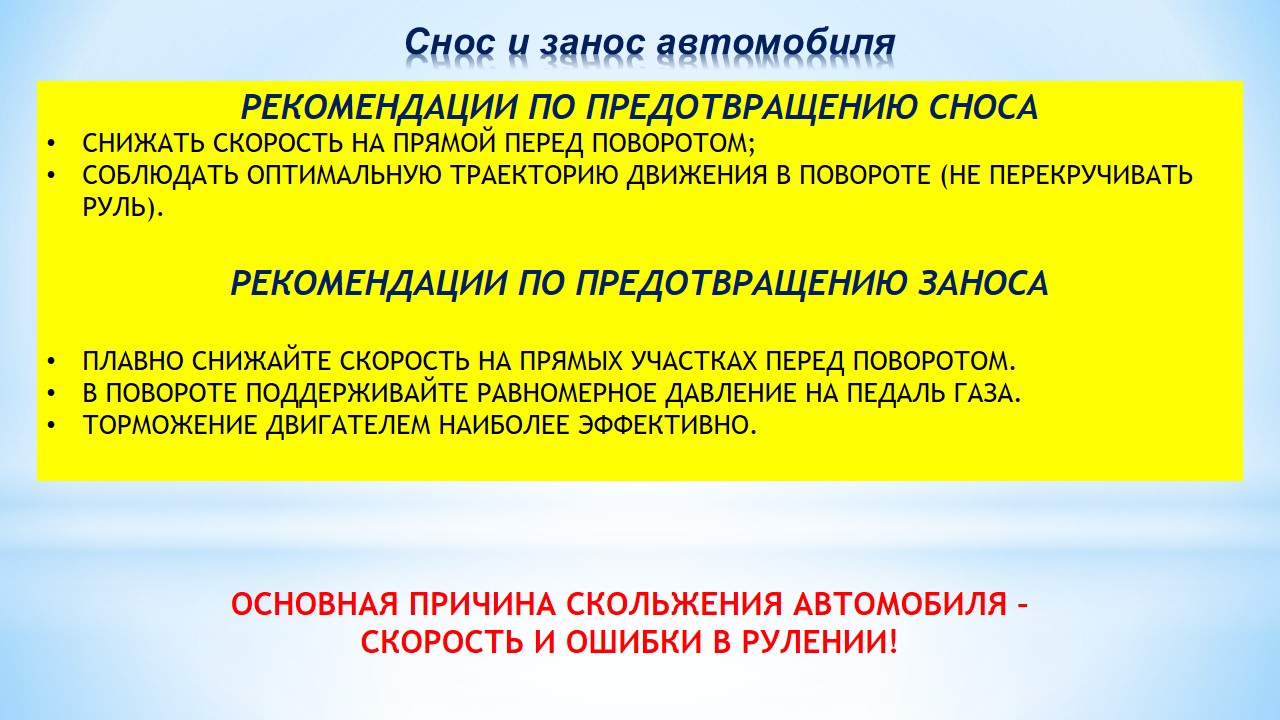 Снос и занос автомобиля
РЕКОМЕНДАЦИИ ПО ПРЕДОТВРАЩЕНИЮ СНОСА
• СНИЖАТЬ СКОРОСТЬ НА ПРЯМОЙ ПЕРЕД ПОВОРОТОМ;
• СОБЛЮДАТЬ ОПТИМАЛЬНУЮ ТРАЕКТОРИЮ ДВИЖЕНИЯ В ПОВОРОТЕ (НЕ ПЕРЕКРУЧИВАТЬ
РУЛЬ).
РЕКОМЕНДАЦИИ ПО ПРЕДОТВРАЩЕНИЮ ЗАНОСА
• ПЛАВНО СНИЖАЙТЕ СКОРОСТЬ НА ПРЯМЫХ УЧАСТКАХ ПЕРЕД ПОВОРОТОМ.
• В ПОВОРОТЕ ПОДДЕРЖИВАЙТЕ РАВНОМЕРНОЕ ДАВЛЕНИЕ НА ПЕДАЛЬ ГАЗА.
• ТОРМОЖЕНИЕ ДВИГАТЕЛЕМ НАИБОЛЕЕ ЭФФЕКТИВНО.
ОСНОВНАЯ ПРИЧИНА СКОЛЬЖЕНИЯ АВТОМОБИЛЯ –
СКОРОСТЬ И ОШИБКИ В РУЛЕНИИ!